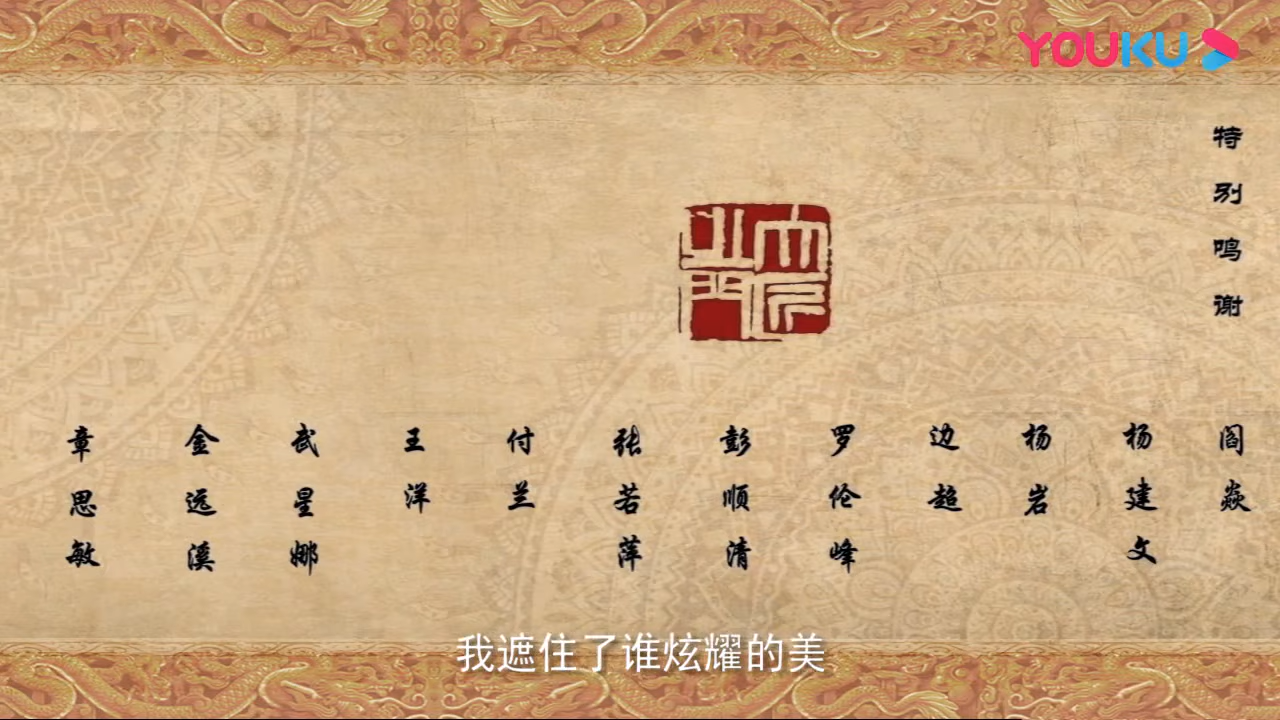 YOUKU
特别鸣谢
阎焱
杨建文
杨岩
边超
罗伦峰
彭顺清
张若萍
付兰
王洋
武星娜
金远溪
章思敏
我遮住了谁炫耀的美